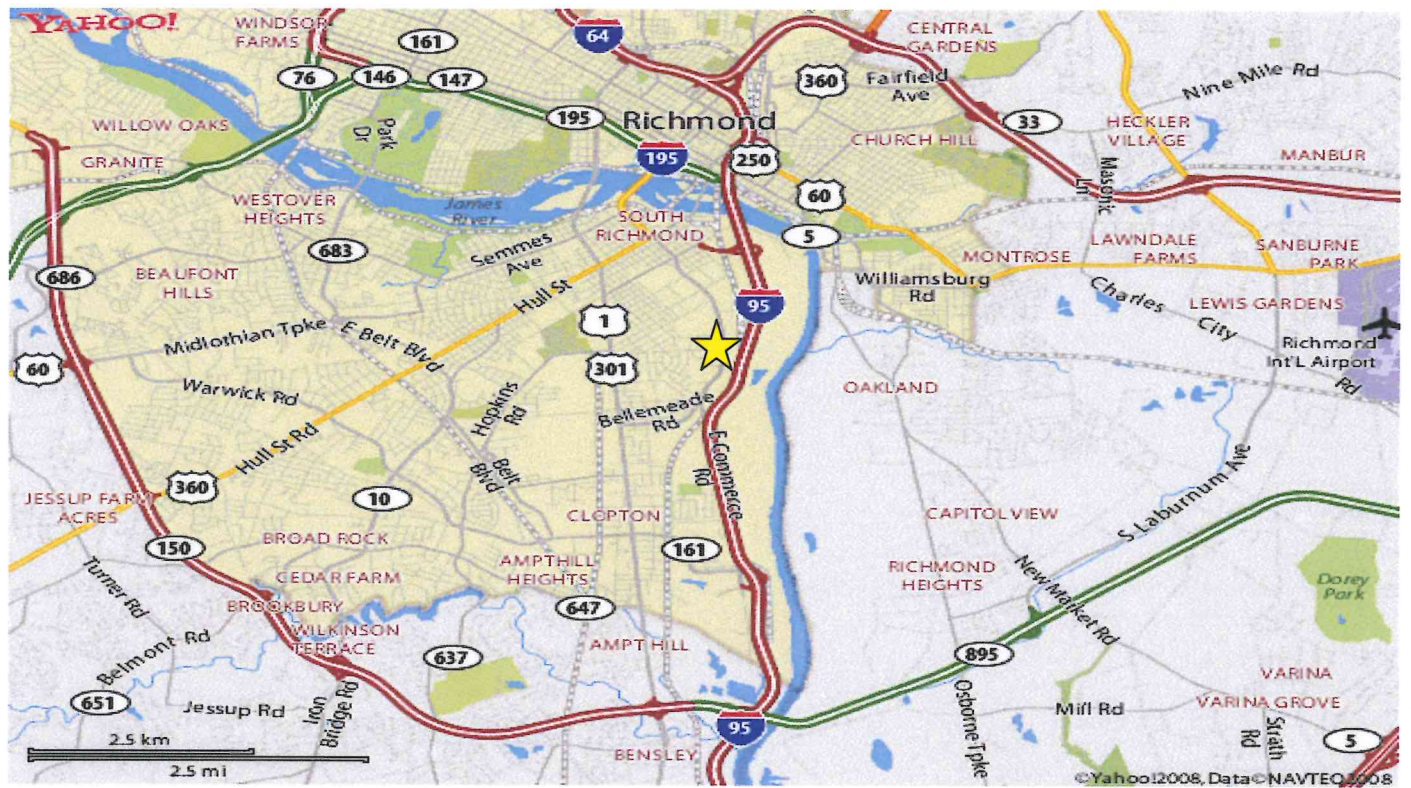 YAHOO!
WINDSOR
FARMS
161
64
CENTRAL
GARDENS
76
146
147
360
Fairfield
Ave
Nine Mile Rd
195
Richmond
33
HECKLER
VILLAGE
WILLOW OAKS
Park
Dr
CHURCH HILL
GRANITE
195
250
MANBUR
Masonic
Ln
WESTOVER
HEIGHTS
James
River
SOUTH
RICHMOND
60
5
683
Semmes
Ave
MONTROSE
LAWNDALE
FARMS
SANBURNE
PARK
686
BEAUFONT
HILLS
Williamsburg
Rd
Charles
City
Rd
LEWIS GARDENS
Hull St
95
1
Midlothian Tpke
E Belt Blvd
Richmond
Int'L Airport
60
301
Warwick Rd
Hopkins
Rd
Bellemeade
Rd
OAKLAND
Hull St Rd
E Commerce
Rd
Belt
Blvd
S Laburnum Ave
360
10
JESSUP FARM
ACRES
CLOPTON
CAPITOL VIEW
150
BROAD ROCK
161
AMPTHILL
HEIGHTS
RICHMOND
HEIGHTS
New Market Rd
Turner Rd
CEDAR FARM
Dorey
Park
BROOKBURY
647
WILKINSON
TERRACE
Belmont Rd
AMPT HILL
637
895
VARINA
651
Jessup Rd
Iron
Bridge Rd
Osborne Tpke
Mill Rd
VARINA GROVE
Strath
Rd
95
5
2.5 km
BENSLEY
2.5 mi
©Yahoo!2008, Data©NAVTEQ2008